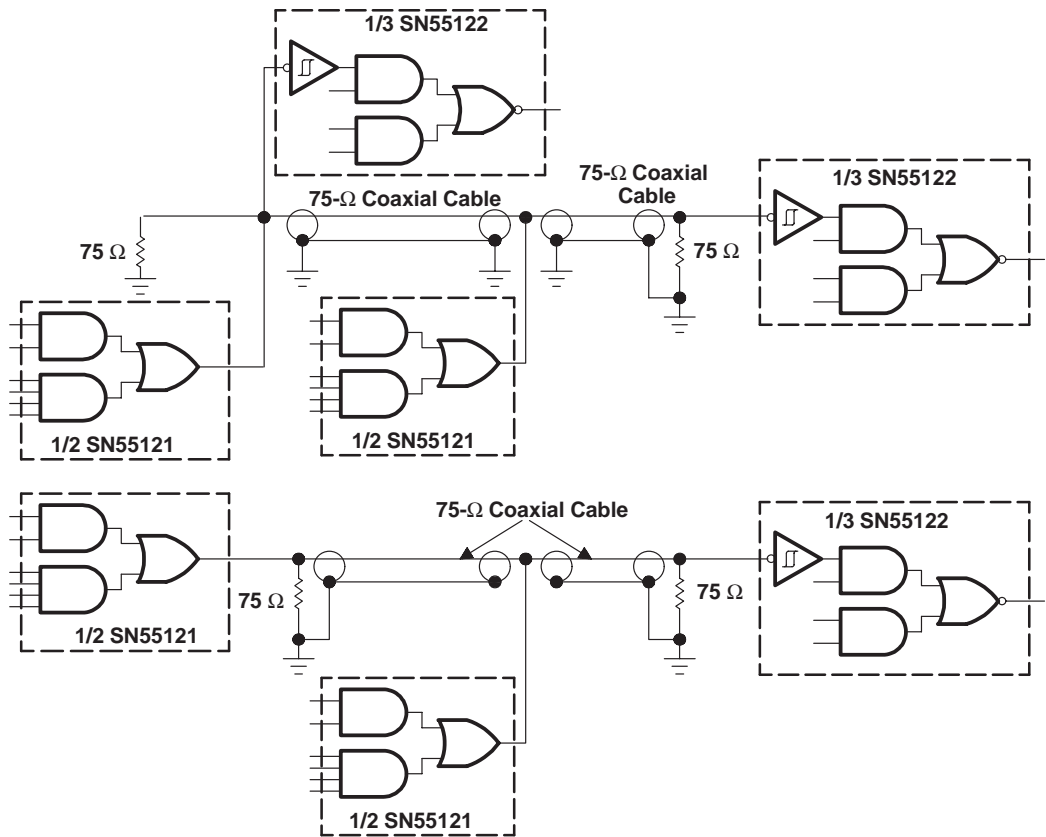 1/3 SN55122
75-Ω Coaxial Cable
75-Ω Coaxial
Cable
1/3 SN55122
75 Ω
75 Ω
1/2 SN55121
1/2 SN55121
75-Ω Coaxial Cable
1/3 SN55122
75 Ω
75 Ω
1/2 SN55121
1/2 SN55121